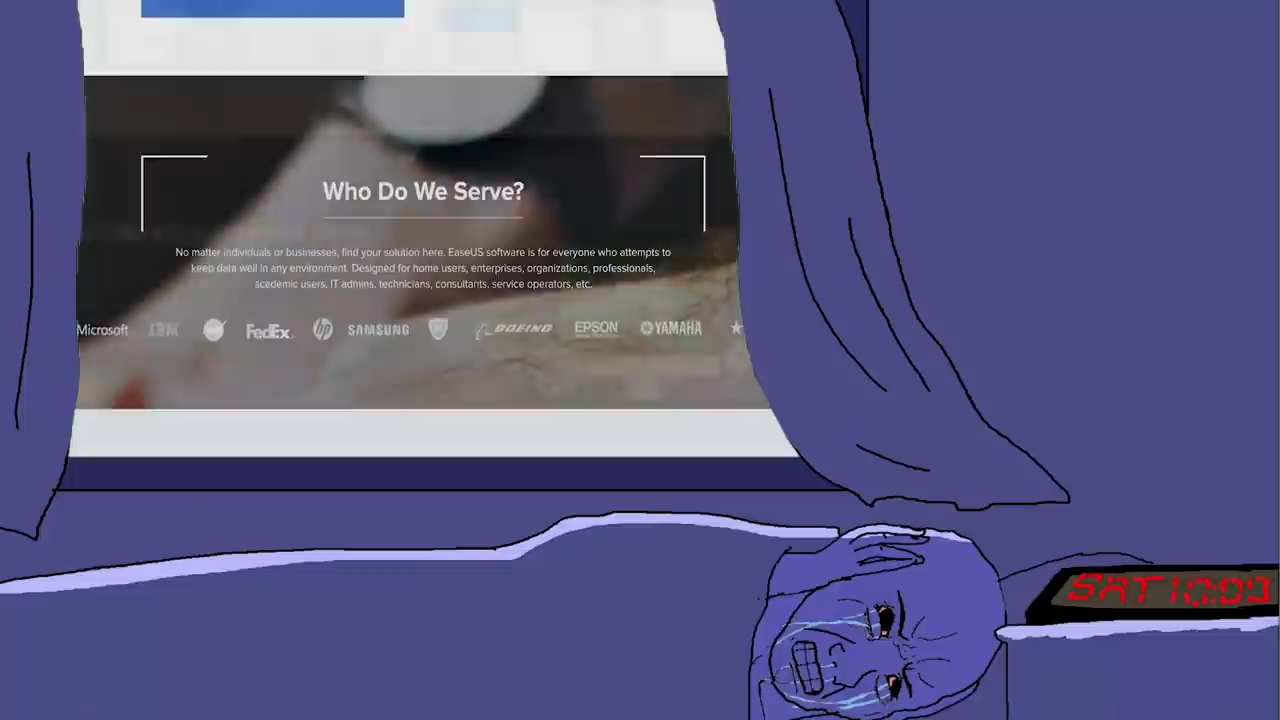 Who Do We Serve?
No matter individuals or businesses, find your solution here. EaseUS software is for everyone who attempts to
keep data well in any environment. Designed for home users, enterprises, organizations, professionals,
academic users, IT admins, technicians, consultants, service operators, etc.
Microsoft IBM FedEx hp SAMSUNG BOEING EPSON YAMAHA
SAT 10:00